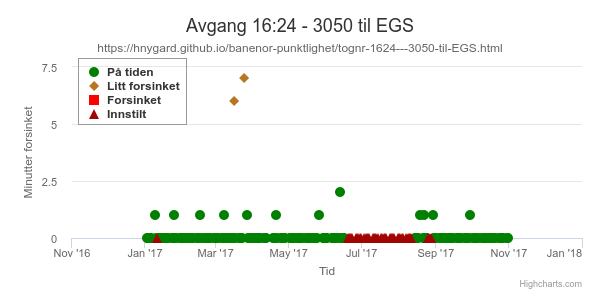 Avgang 16:24 - 3050 til EGS
https://hnygard.github.io/banenor-punktlighet/tognr-1624---3050-til-EGS.html
På tiden
Litt forsinket
Forsinket
Innstilt
Minutter forsinket
7.5
5
2.5
0
Nov '16 Jan '17 Mar '17 May '17 Jul '17 Sep '17 Nov '17 Jan '18
Tid
Highcharts.com